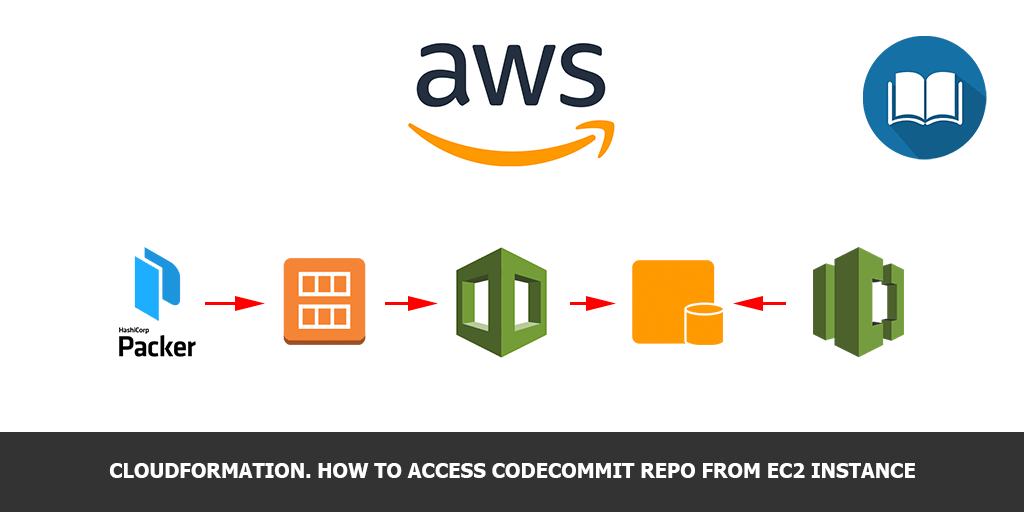 aws
HashiCorp
Packer
CLOUDFORMATION. HOW TO ACCESS CODECOMMIT REPO FROM EC2 INSTANCE